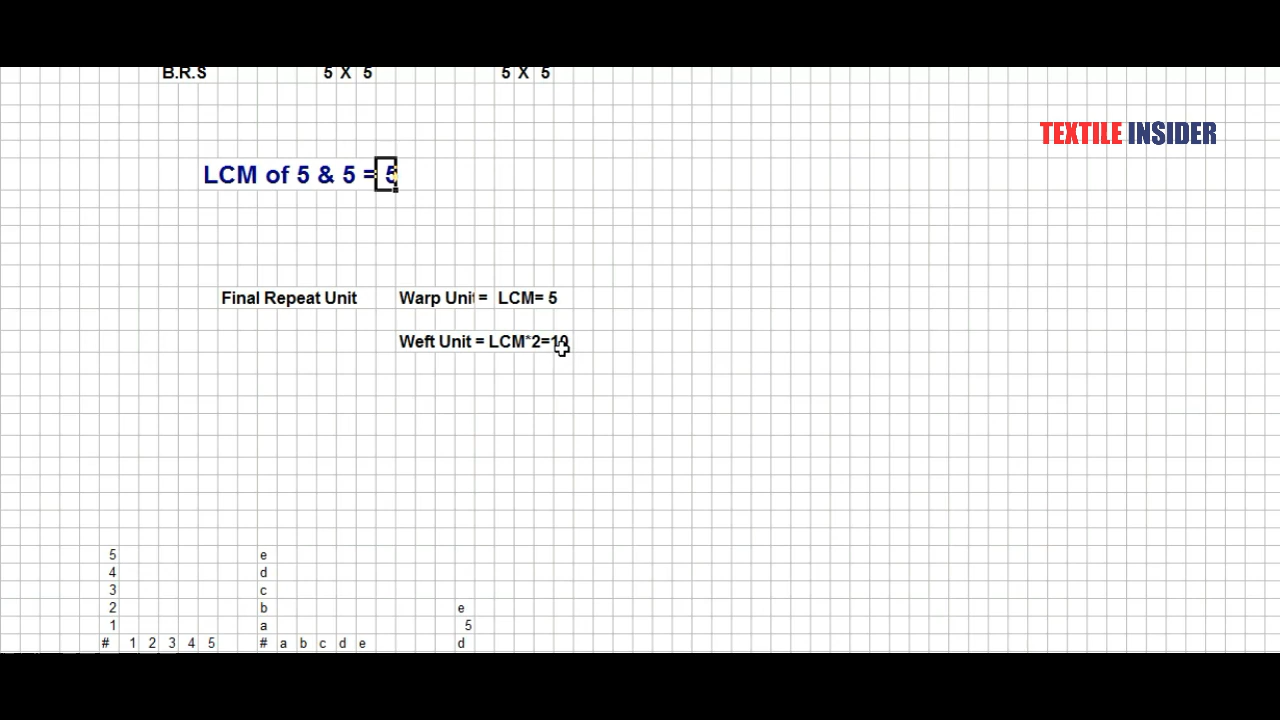 B.R.S 5 X 5 5 X 5
TEXTILE INSIDER
LCM of 5 & 5 = 5
Final Repeat Unit Warp Unit = LCM= 5
Weft Unit = LCM*2=10
5 e
4 d
3 c
2 b e
1 a 5
# 1 2 3 4 5 # a b c d e d